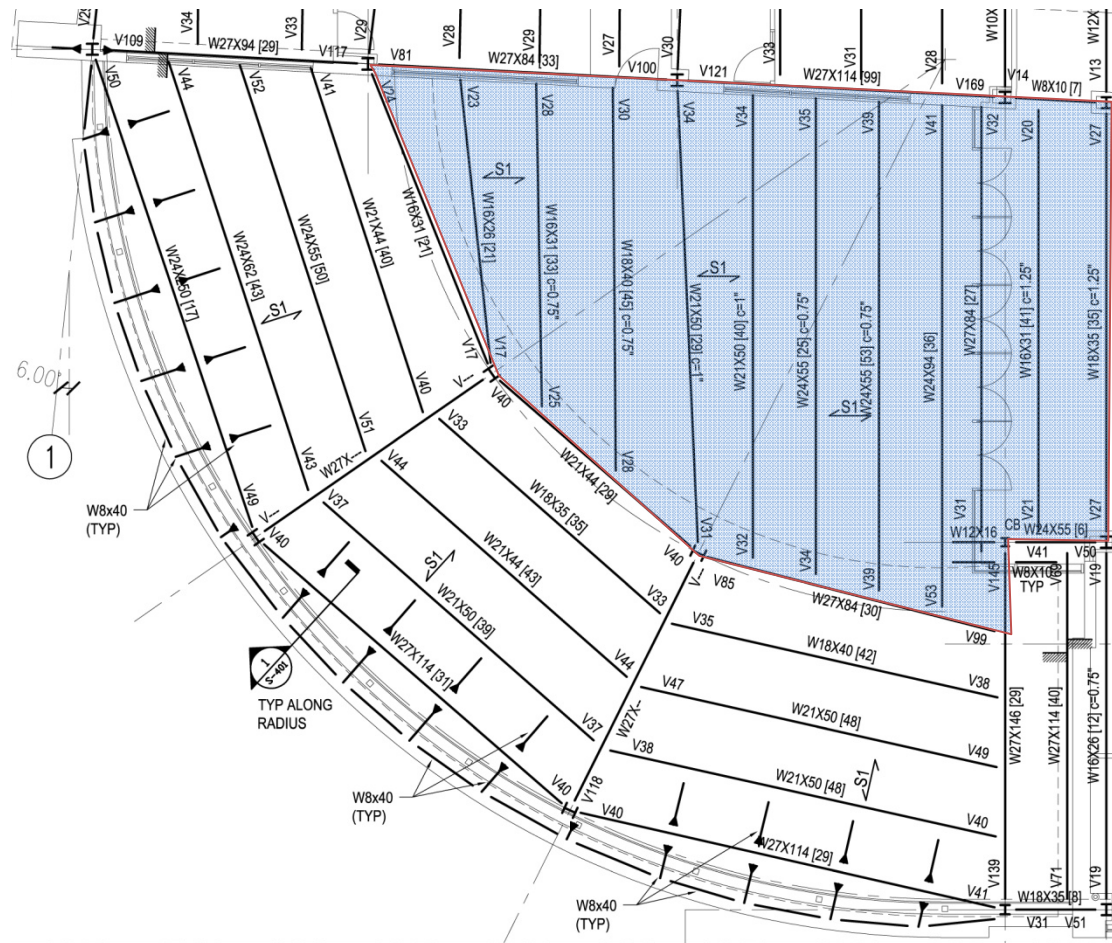 V29
V34
V33
V29
V28
V29
V27
V30
V33
V31
V28
W10X
W12X
V109
W27X94 [29]
V117
V81
W27X84 [33]
V100
V121
W27X114 [99]
V169
V14
W8X10 [7]
V13
V50
V44
V52
V41
V24
V23
V28
V30
V34
V34
V35
V39
V41
V32
V20
V27
S1
S1
S1
S1
W24X250 [17]
W24X62 [43]
W24X55 [50]
W21X44 [40]
W16X31 [21]
W16X26 [21]
W16X31 [33] c=0.75"
W18X40 [45] c=0.75"
W21X50 [29] c=1"
W21X50 [40] c=1"
W24X55 [25] c=0.75"
W24X55 [53] c=0.75"
W24X94 [36]
W27X84 [27]
W16X31 [41] c=1.25"
W18X35 [35] c=1.25"
6.00'
1
V49
V43
V51
V40
V17
V17
V25
V28
V31
V32
V34
V39
V53
V31
V21
V27
W8x40
(TYP)
V---
W27X---
V---
V40
V40
V37
V44
V33
W21X44 [29]
W18X35 [35]
W21X44 [43]
W21X50 [39]
W27X114 [31]
S1
V33
V44
V37
V40
V40
V---
V85
W27X84 [30]
V99
W12X16
CB
W24X55 [6]
V41
V50
W8X10
TYP
V145
V69
V19
1
S-401
TYP ALONG
RADIUS
V35
W18X40 [42]
V38
V47
W21X50 [48]
V49
V38
W21X50 [48]
V40
S1
W27X--
V118
V40
W27X114 [29]
V41
W27X146 [29]
W27X114 [40]
W16X26 [12] c=0.75"
V139
V71
V19
W8x40
(TYP)
W8x40
(TYP)
W18X35 [8]
V31
V51